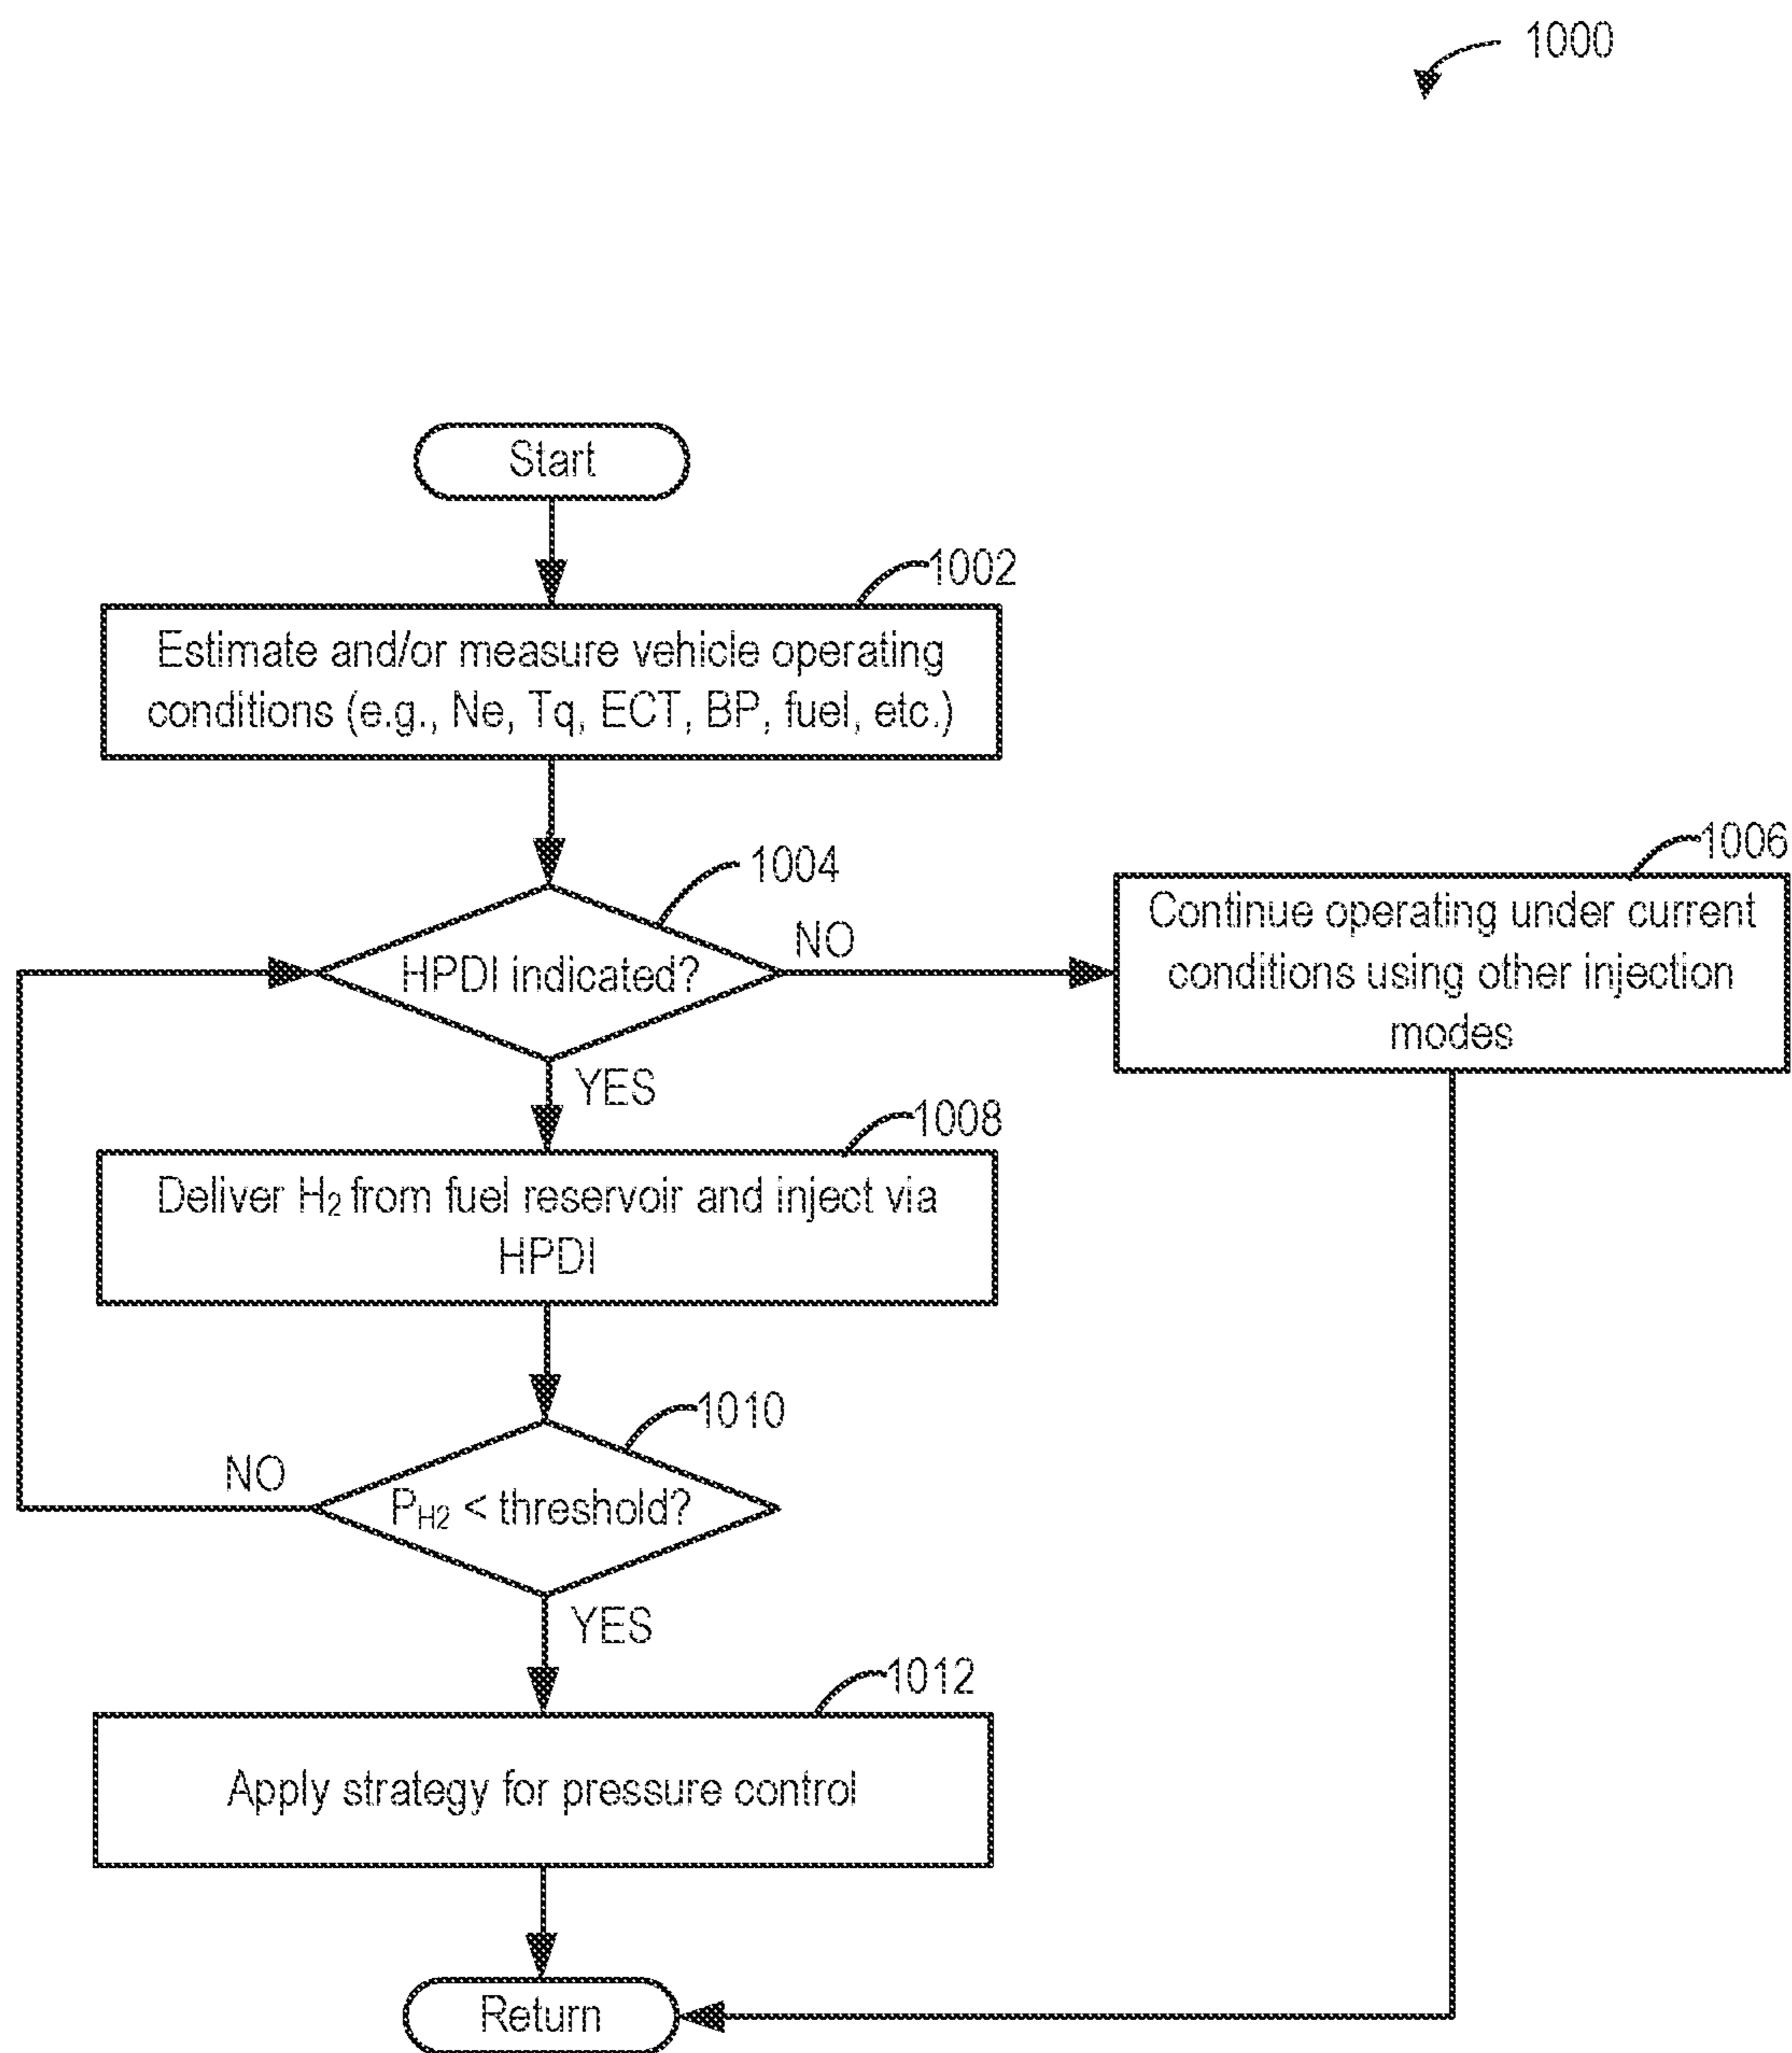 1000
Start
1002
Estimate and/or measure vehicle operating
conditions (e.g., Ne, Tq, ECT, BP, fuel, etc.)
1004
HPDI indicated?
NO
1006
Continue operating under current
conditions using other injection
modes
YES
1008
Deliver H₂ from fuel reservoir and inject via
HPDI
1010
NO
P_H2 < threshold?
YES
1012
Apply strategy for pressure control
Return